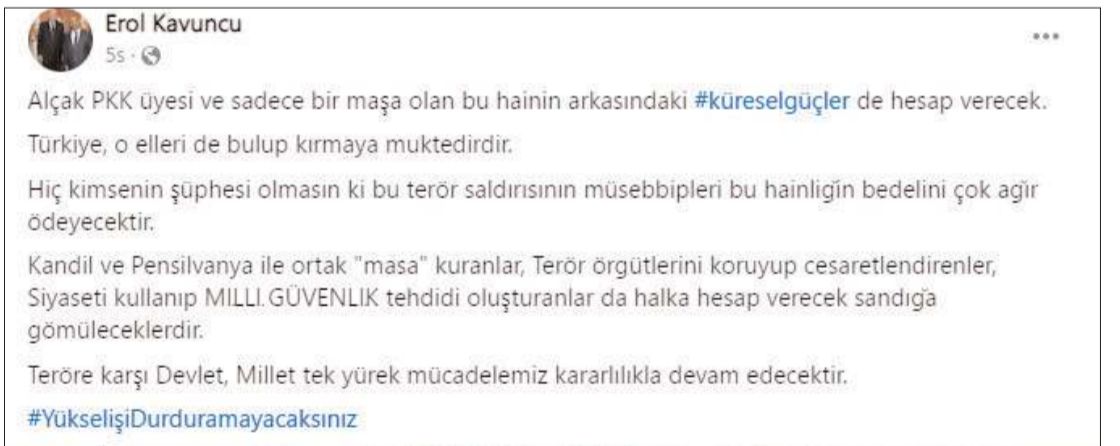 Erol Kavuncu
5s ·
Alçak PKK üyesi ve sadece bir maşa olan bu hainin arkasındaki #küreselgüçler de hesap verecek.
Türkiye, o elleri de bulup kırmaya muktedirdir.
Hiç kimsenin şüphesi olmasın ki bu terör saldırısının müsebbipleri bu hainliğin bedelini çok ağır
ödeyecektir.
Kandil ve Pensilvanya ile ortak "masa" kuranlar, Terör örgütlerini koruyup cesaretlendirenler,
Siyaseti kullanıp MILLI.GÜVENLIK tehdidi oluşturanlar da halka hesap verecek sandığa
gömüleceklerdir.
Teröre karşı Devlet, Millet tek yürek mücadelemiz kararlılıkla devam edecektir.
#YükselişiDurduramayacaksınız